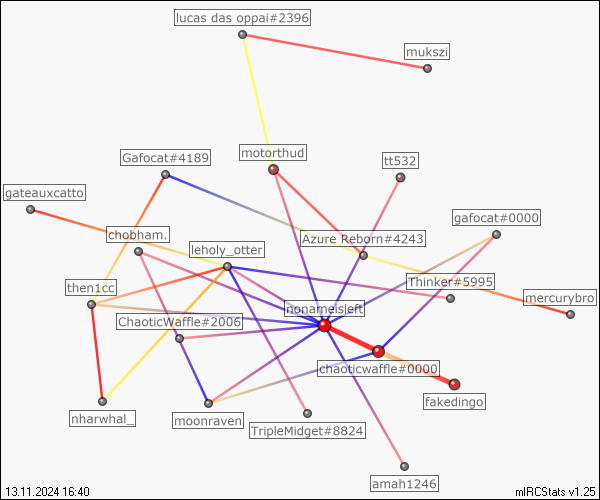 lucas das oppai#2396
mukszi
Gafocat#4189
motorthud
tt532
gateauxcatto
gafocat#0000
chobham.
leholy_otter
Azure Reborn#4243
then1cc
Thinker#5995
mercurybro
nonameisleft
ChaoticWaffle#2006
chaoticwaffle#0000
fakedingo
nharwhal_
moonraven
TripleMidget#8824
amah1246
13.11.2024 16:40
mIRCStats v1.25